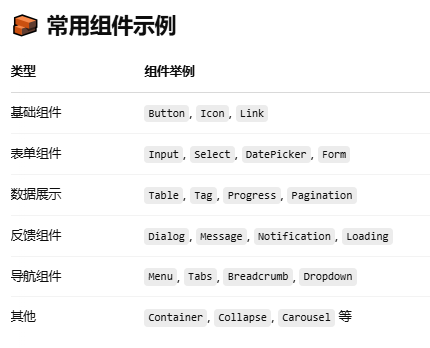 常用组件示例
类型 组件举例
基础组件 Button, Icon, Link
表单组件 Input, Select, DatePicker, Form
数据展示 Table, Tag, Progress, Pagination
反馈组件 Dialog, Message, Notification, Loading
导航组件 Menu, Tabs, Breadcrumb, Dropdown
其他 Container, Collapse, Carousel 等